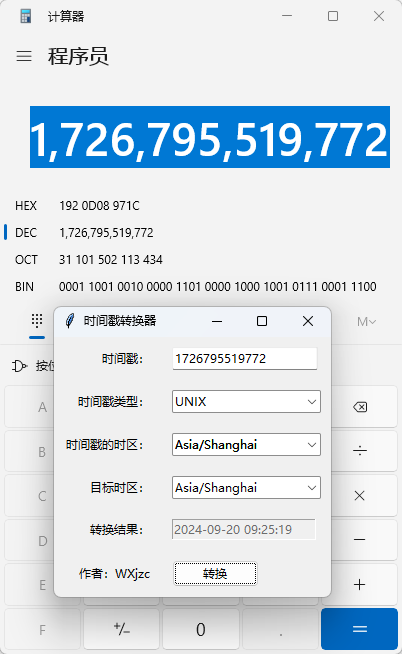 计算器
程序员
1,726,795,519,772
HEX 192 0D08 971C
DEC 1,726,795,519,772
OCT 31 101 502 113 434
BIN 0001 1001 0010 0000 1101 0000 1000 1001 0111 0001 1100
M
时间戳转换器
按位
时间戳： 1726795519772
A
时间戳类型： UNIX
B
时间戳的时区： Asia/Shanghai
÷
C
目标时区： Asia/Shanghai
×
D
转换结果： 2024-09-20 09:25:19
−
E
作者：WXjzc 转换
+
F +/− 0 . =